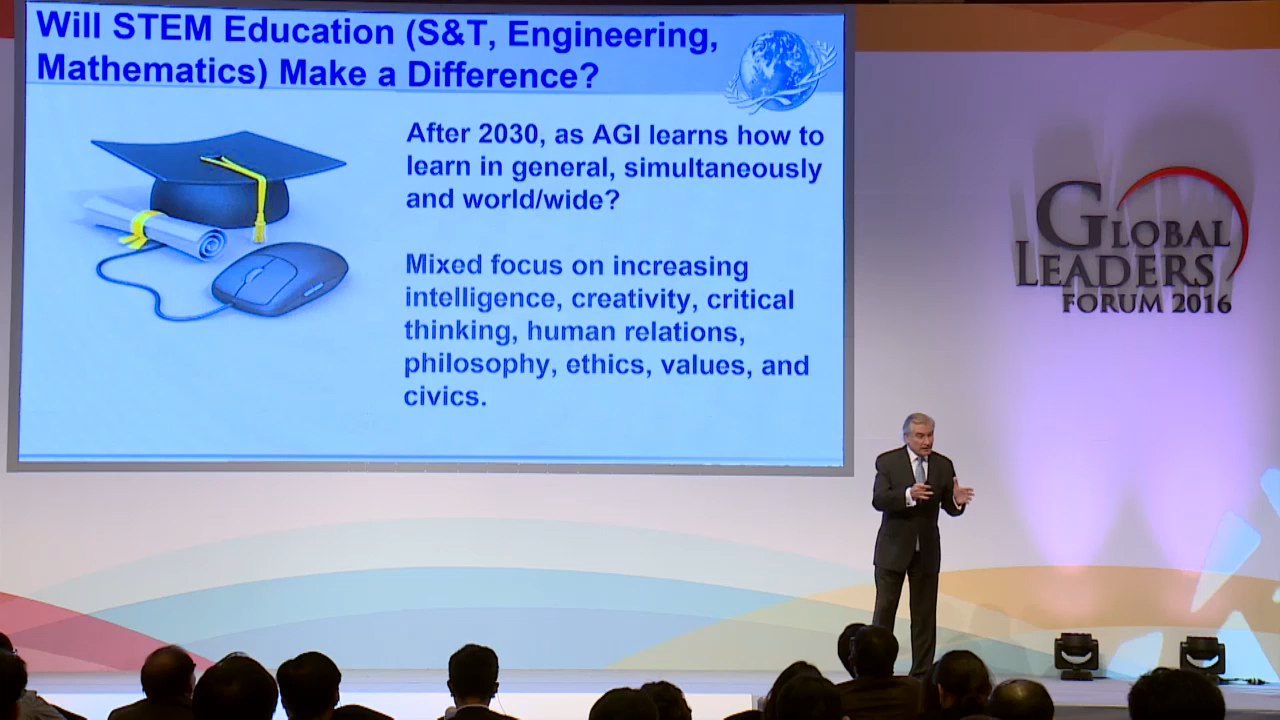 Will STEM Education (S&T, Engineering,
Mathematics) Make a Difference?
After 2030, as AGI learns how to
learn in general, simultaneously
and world/wide?
Mixed focus on increasing
intelligence, creativity, critical
thinking, human relations,
philosophy, ethics, values, and
civics.
GLOBAL
LEADERS
FORUM 2016